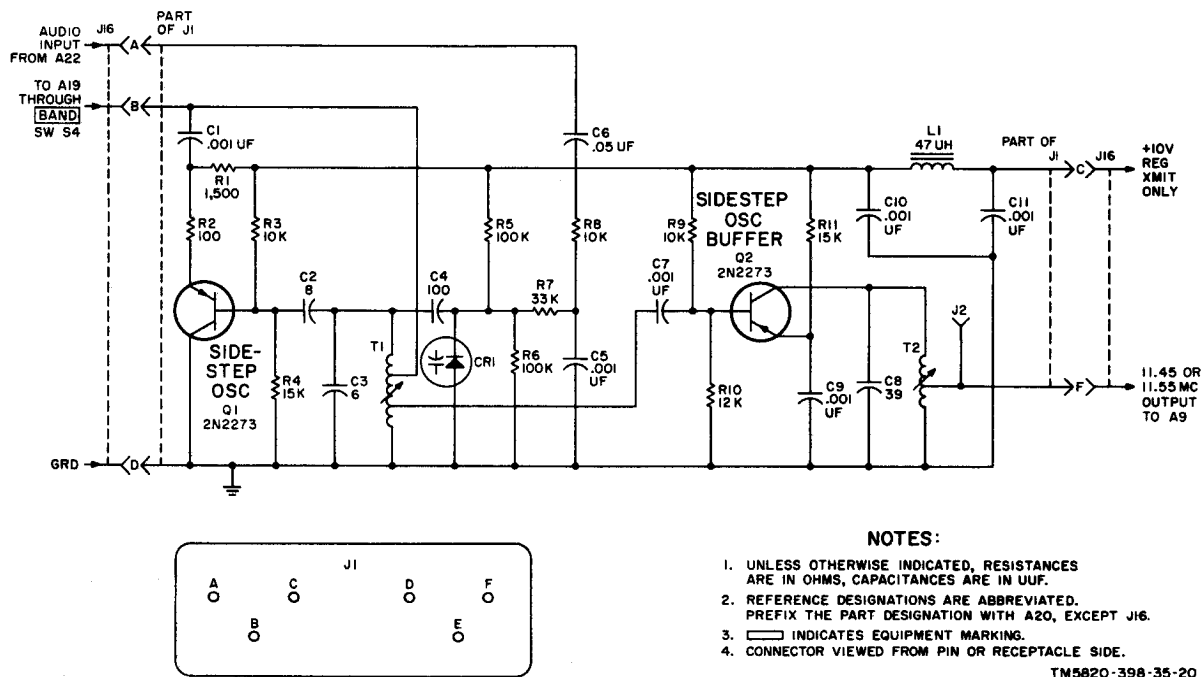 J16
PART
OF J1
AUDIO
INPUT
FROM A22
A
TO A19
THROUGH
BAND
SW S4
B
C1
.001 UF
R1
1,500
R2
100
R3
10K
C2
8
SIDE-
STEP
OSC
Q1
2N2273
R4
15K
C3
6
T1
C4
100
CR1
R5
100K
R6
100K
R7
33K
C6
.05 UF
R8
10K
C5
.001
UF
C7
.001
UF
R9
10K
R10
12K
SIDESTEP
OSC
BUFFER
Q2
2N2273
R11
15K
C9
.001
UF
C10
.001
UF
C8
39
L1
47 UH
C11
.001
UF
T2
J2
PART OF
J1
J16
C
+10V
REG
XMIT
ONLY
F
11.45 OR
11.55 MC
OUTPUT
TO A9
GRD
D
J1
A
C
D
F
B
E
NOTES:
1. UNLESS OTHERWISE INDICATED, RESISTANCES
ARE IN OHMS, CAPACITANCES ARE IN UUF.
2. REFERENCE DESIGNATIONS ARE ABBREVIATED.
PREFIX THE PART DESIGNATION WITH A20, EXCEPT J16.
3. INDICATES EQUIPMENT MARKING.
4. CONNECTOR VIEWED FROM PIN OR RECEPTACLE SIDE.
TM5820-398-35-20